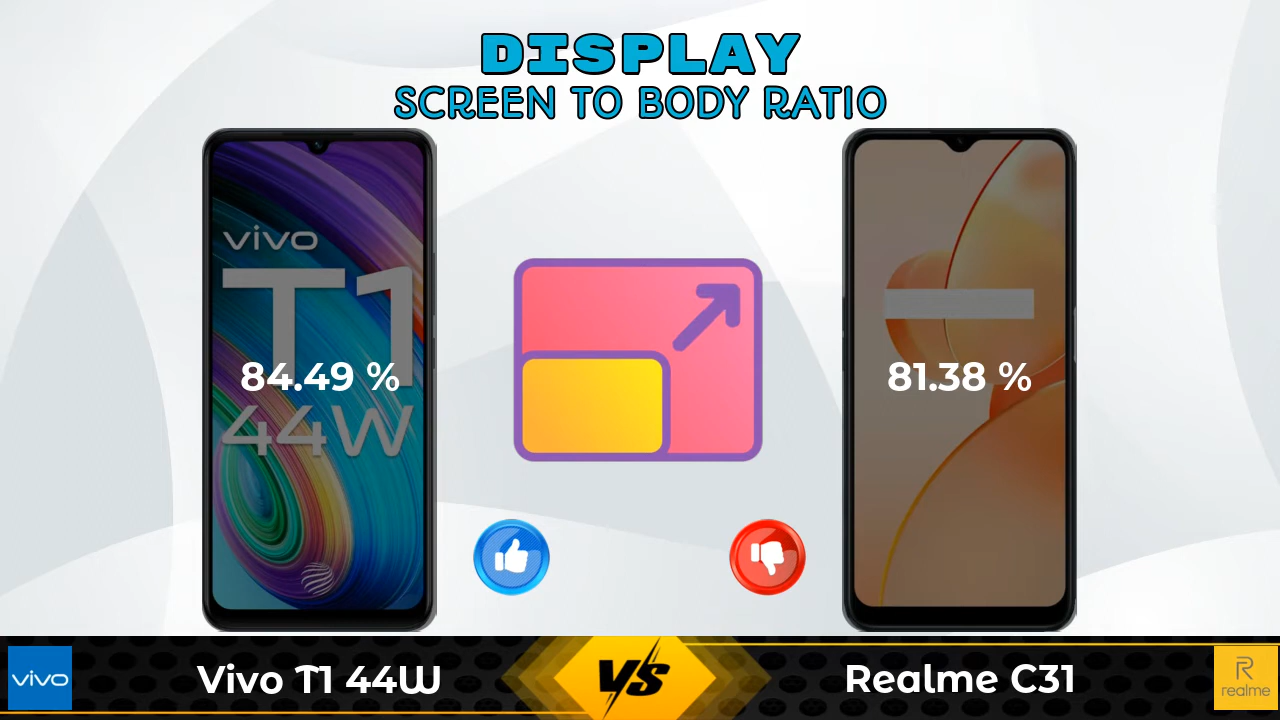 DISPLAY
SCREEN TO BODY RATIO
vivo
T1
84.49 %
44W
81.38 %
vivo
Vivo T1 44W
VS
Realme C31
R
realme